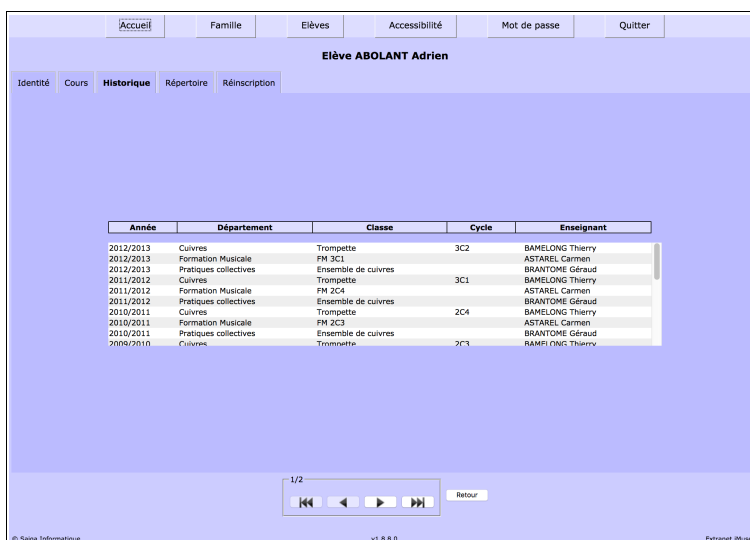 Accueil Famille Elèves Accessibilité Mot de passe Quitter
Elève ABOLANT Adrien
Identité Cours Historique Répertoire Réinscription
Année Département Classe Cycle Enseignant
2012/2013 Cuivres Trompette 3C2 BAMELONG Thierry
2012/2013 Formation Musicale FM 3C1 ASTAREL Carmen
2012/2013 Pratiques collectives Ensemble de cuivres BRANTOME Géraud
2011/2012 Cuivres Trompette 3C1 BAMELONG Thierry
2011/2012 Formation Musicale FM 2C4 ASTAREL Carmen
2011/2012 Pratiques collectives Ensemble de cuivres BRANTOME Géraud
2010/2011 Cuivres Trompette 2C4 BAMELONG Thierry
2010/2011 Formation Musicale FM 2C3 ASTAREL Carmen
2010/2011 Pratiques collectives Ensemble de cuivres BRANTOME Géraud
2009/2010 Cuivres Trompette 2C3 BAMELONG Thierry
1/2
Retour
© Saiga Informatique v1.8.8.0 Extranet iMuse